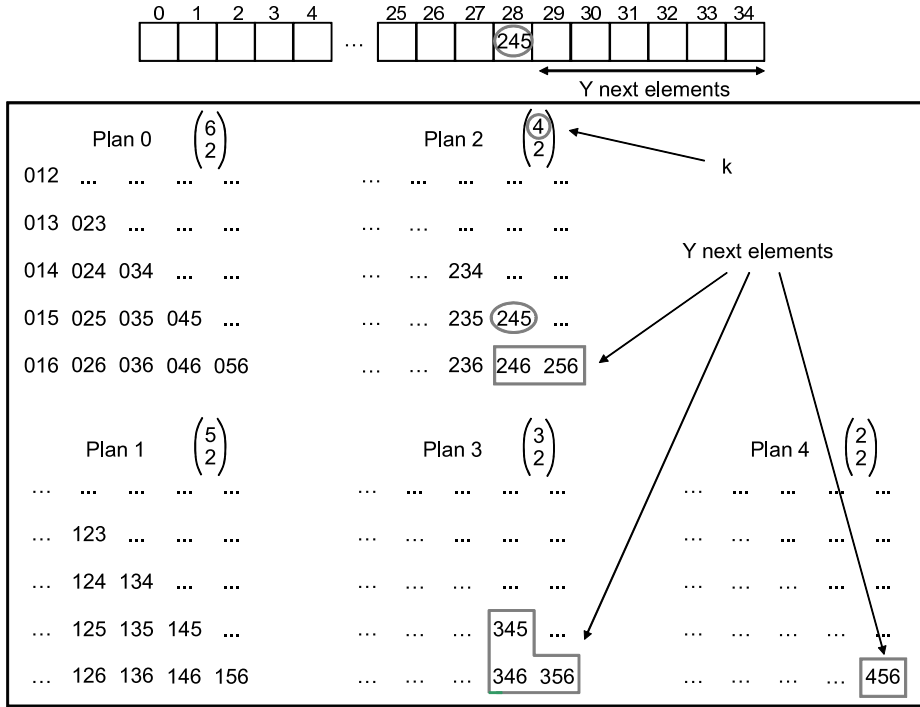 0 1 2 3 4 25 26 27 28 29 30 31 32 33 34
... 245
Y next elements
Plan 0 (6 2) Plan 2 (4 2)
k
012 ... ... ... ... ... ... ... ... ...
013 023 ... ... ... ... ... ... ... ...
Y next elements
014 024 034 ... ... ... ... 234 ... ...
015 025 035 045 ... ... ... 235 245 ...
016 026 036 046 056 ... ... 236 246 256
Plan 1 (5 2) Plan 3 (3 2) Plan 4 (2 2)
... ... ... ... ... ... ... ... ... ... ... ... ... ... ...
... 123 ... ... ... ... ... ... ... ... ... ... ... ... ...
... 124 134 ... ... ... ... ... ... ... ... ... ... ... ...
... 125 135 145 ... ... ... ... 345 ... ... ... ... ... ...
... 126 136 146 156 ... ... ... 346 356 ... ... ... ... 456